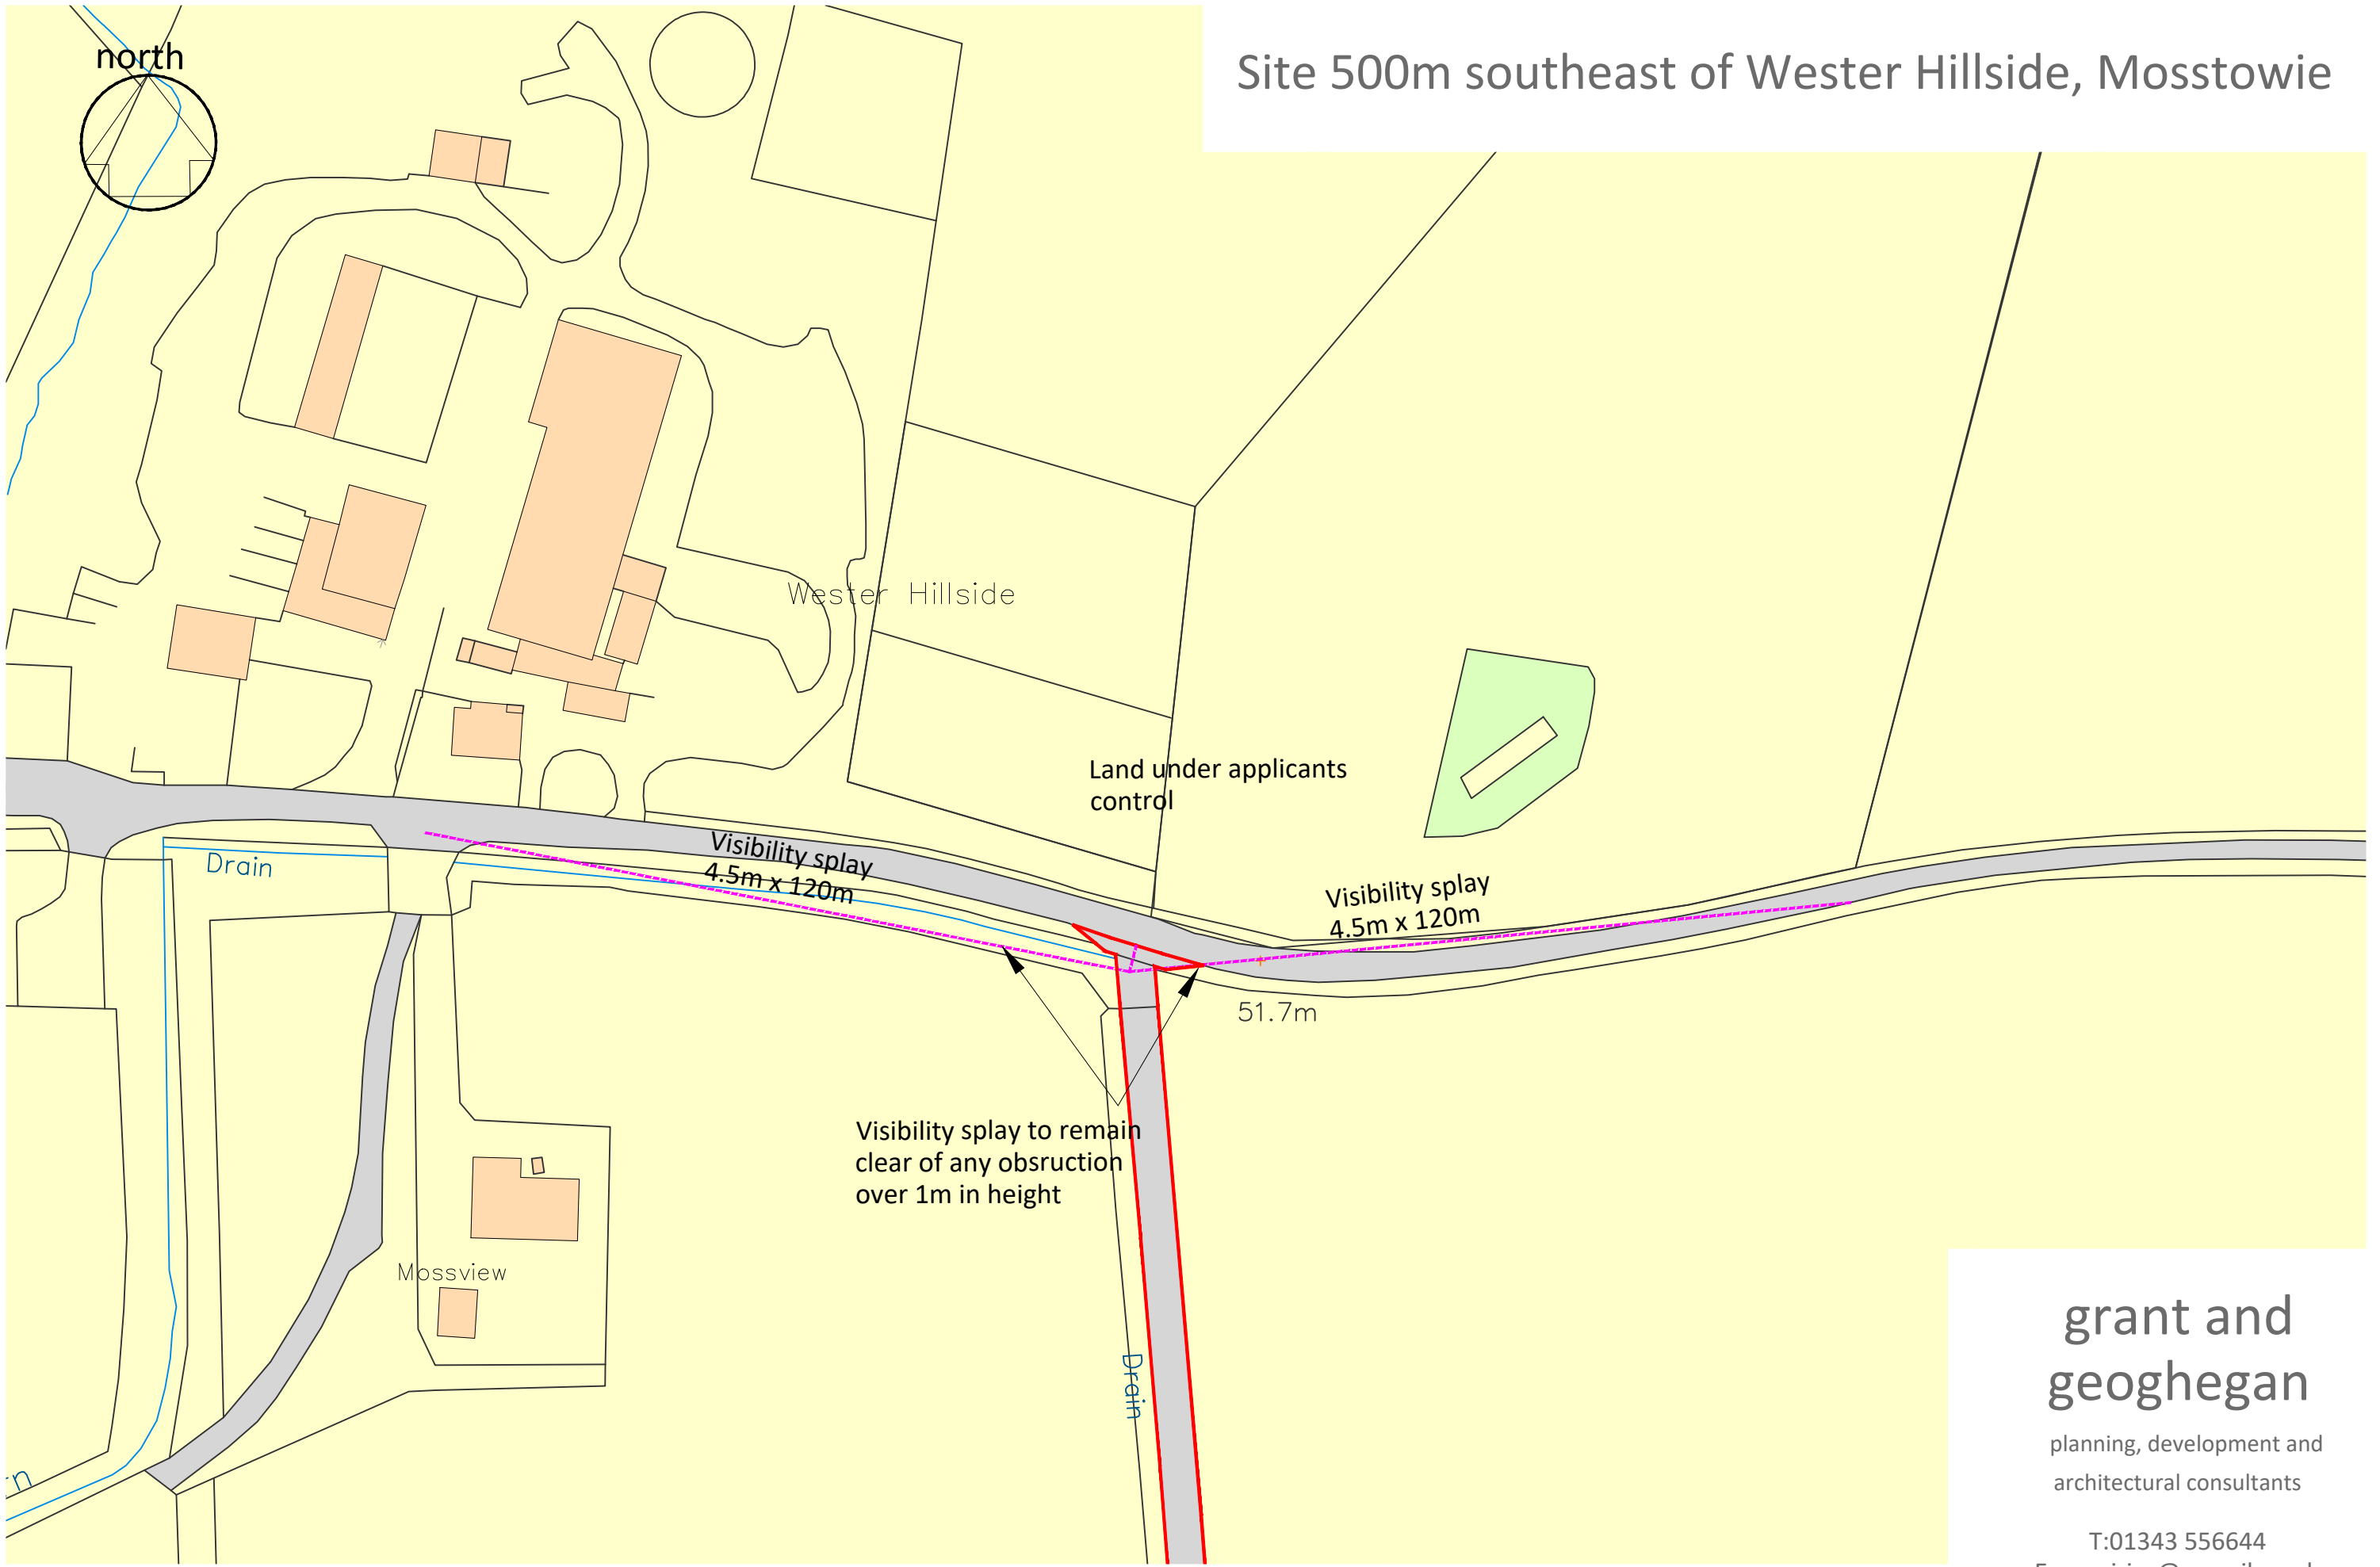 north
Site 500m southeast of Wester Hillside, Mosstowie
Wester Hillside
Land under applicants
control
Visibility splay
4.5m x 120m
Visibility splay
4.5m x 120m
Drain
51.7m
Visibility splay to remain
clear of any obsruction
over 1m in height
Mossview
Drain
grant and
geoghegan
planning, development and
architectural consultants
T:01343 556644